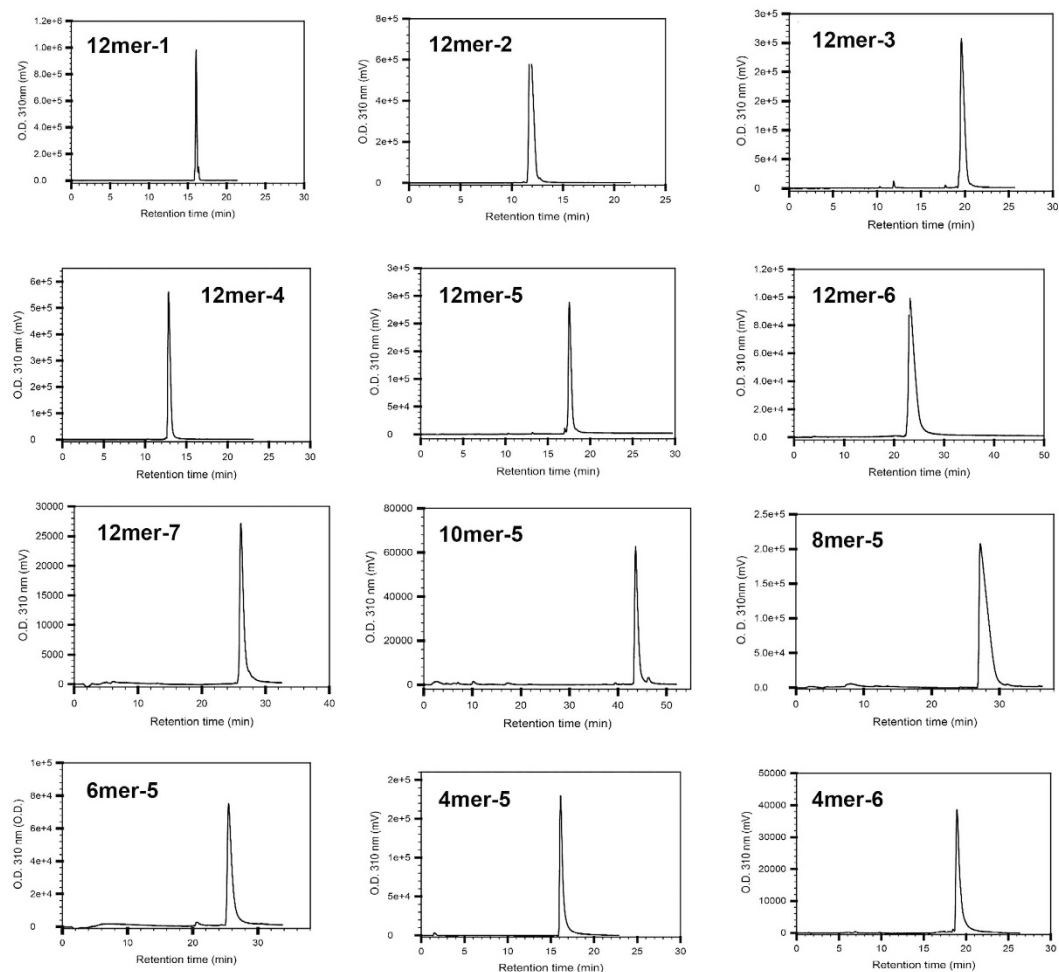 12mer-1
O.D. 310nm (mV)
1.2e+6
1.0e+6
8.0e+5
6.0e+5
4.0e+5
2.0e+5
0.0
0 5 10 15 20 25 30
Retention time (min)
12mer-2
O.D. 310 nm (mV)
8e+5
6e+5
4e+5
2e+5
0
0 5 10 15 20 25
Retention time (min)
12mer-3
O.D. 310 nm (mV)
3e+5
3e+5
2e+5
2e+5
1e+5
5e+4
0
0 5 10 15 20 25 30
Retention time (min)
12mer-4
O.D. 310 nm (mV)
6e+5
5e+5
4e+5
3e+5
2e+5
1e+5
0
0 5 10 15 20 25 30
Retention time (min)
12mer-5
O.D. 310 nm (mV)
3e+5
3e+5
2e+5
2e+5
1e+5
5e+4
0
0 5 10 15 20 25 30
Retention time (min)
12mer-6
O.D. 310 nm (mV)
1.2e+5
1.0e+5
8.0e+4
6.0e+4
4.0e+4
2.0e+4
0.0
0 10 20 30 40 50
Retention time (min)
12mer-7
O.D. 310 nm (mV)
30000
25000
20000
15000
10000
5000
0
0 10 20 30 40
Retention time (min)
10mer-5
O.D. 310 nm (mV)
80000
60000
40000
20000
0
0 10 20 30 40 50
Retention time (min)
8mer-5
O. D. 310nm (mV)
2.5e+5
2.0e+5
1.5e+5
1.0e+5
5.0e+4
0.0
0 10 20 30
Retention time (min)
6mer-5
O.D. 310 nm (O.D.)
1e+5
8e+4
6e+4
4e+4
2e+4
0
0 10 20 30
Retention time (min)
4mer-5
O.D. 310 nm (mV)
2e+5
2e+5
1e+5
5e+4
0
0 5 10 15 20 25 30
Retention time (min)
4mer-6
O.D. 310 nm (mV)
50000
40000
30000
20000
10000
0
0 5 10 15 20 25 30
Retention time (min)